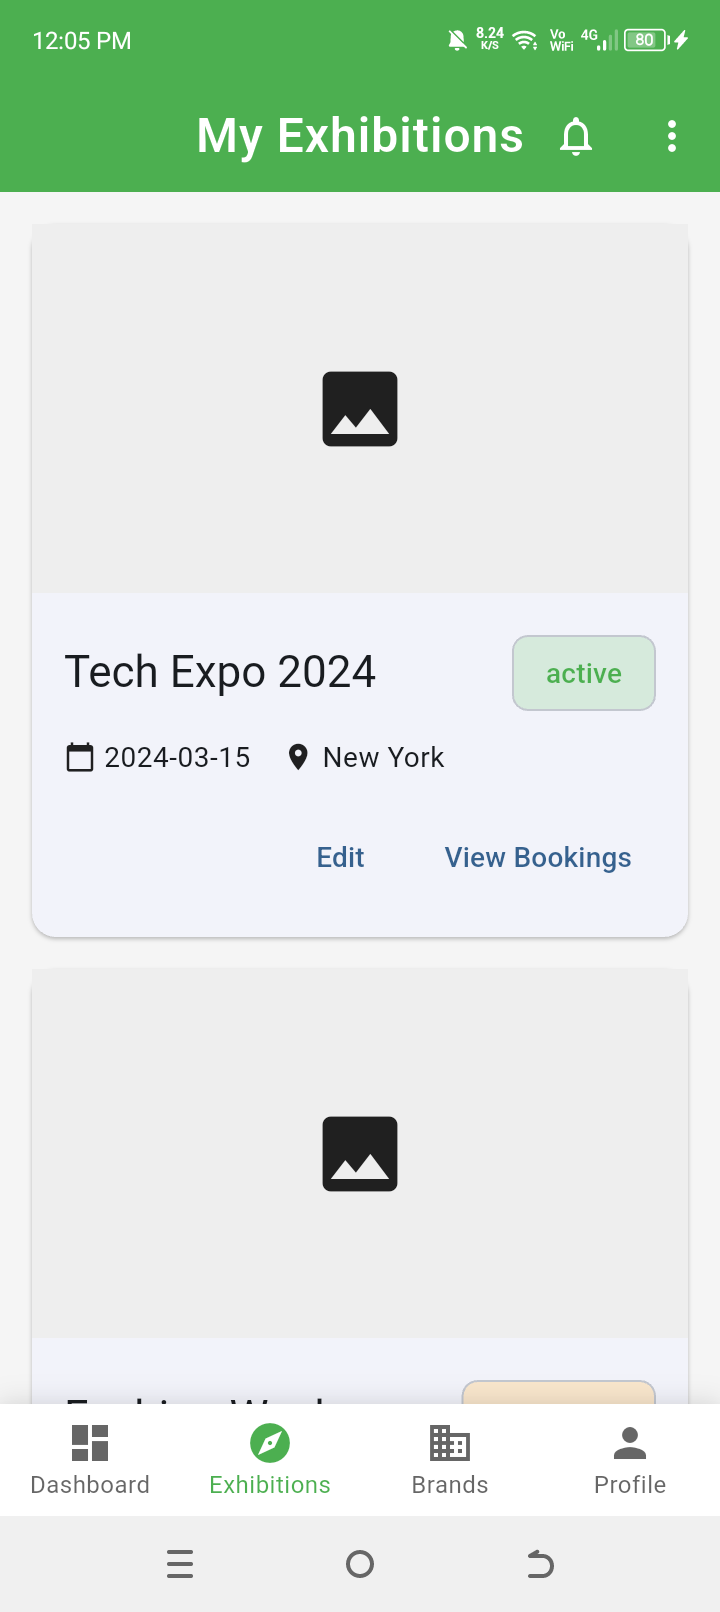 12:05 PM 8.24 K/S Vo WiFi 4G 80
My Exhibitions
Tech Expo 2024 active
2024-03-15 New York
Edit View Bookings
Dashboard Exhibitions Brands Profile